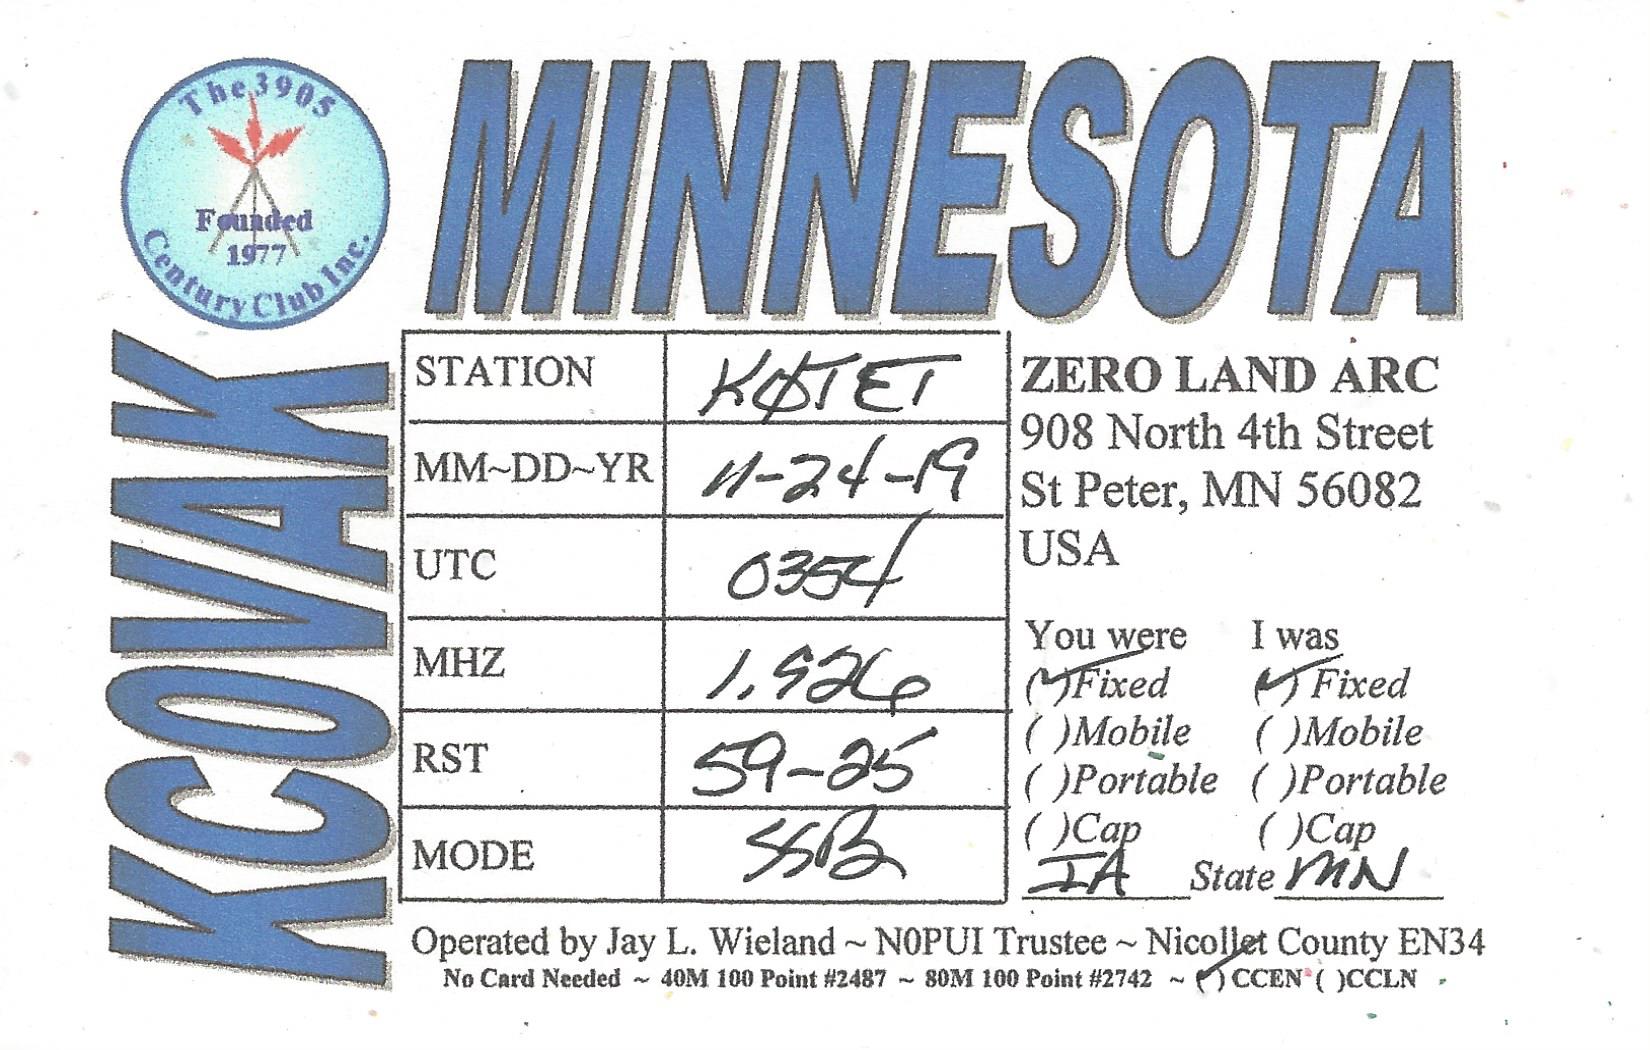 The 3905
Founded
1977
Century Club Inc.
MINNESOTA
KC0VAK
STATION KØTET
MM~DD~YR 11-24-19
UTC 0354
MHZ 1.926
RST 59-25
MODE SSB
ZERO LAND ARC
908 North 4th Street
St Peter, MN 56082
USA
You were I was
(✓)Fixed (✓)Fixed
( )Mobile ( )Mobile
( )Portable ( )Portable
( )Cap ( )Cap
IA State MN
Operated by Jay L. Wieland ~ N0PUI Trustee ~ Nicollet County EN34
No Card Needed ~ 40M 100 Point #2487 ~ 80M 100 Point #2742 ~ (✓) CCEN ( )CCLN